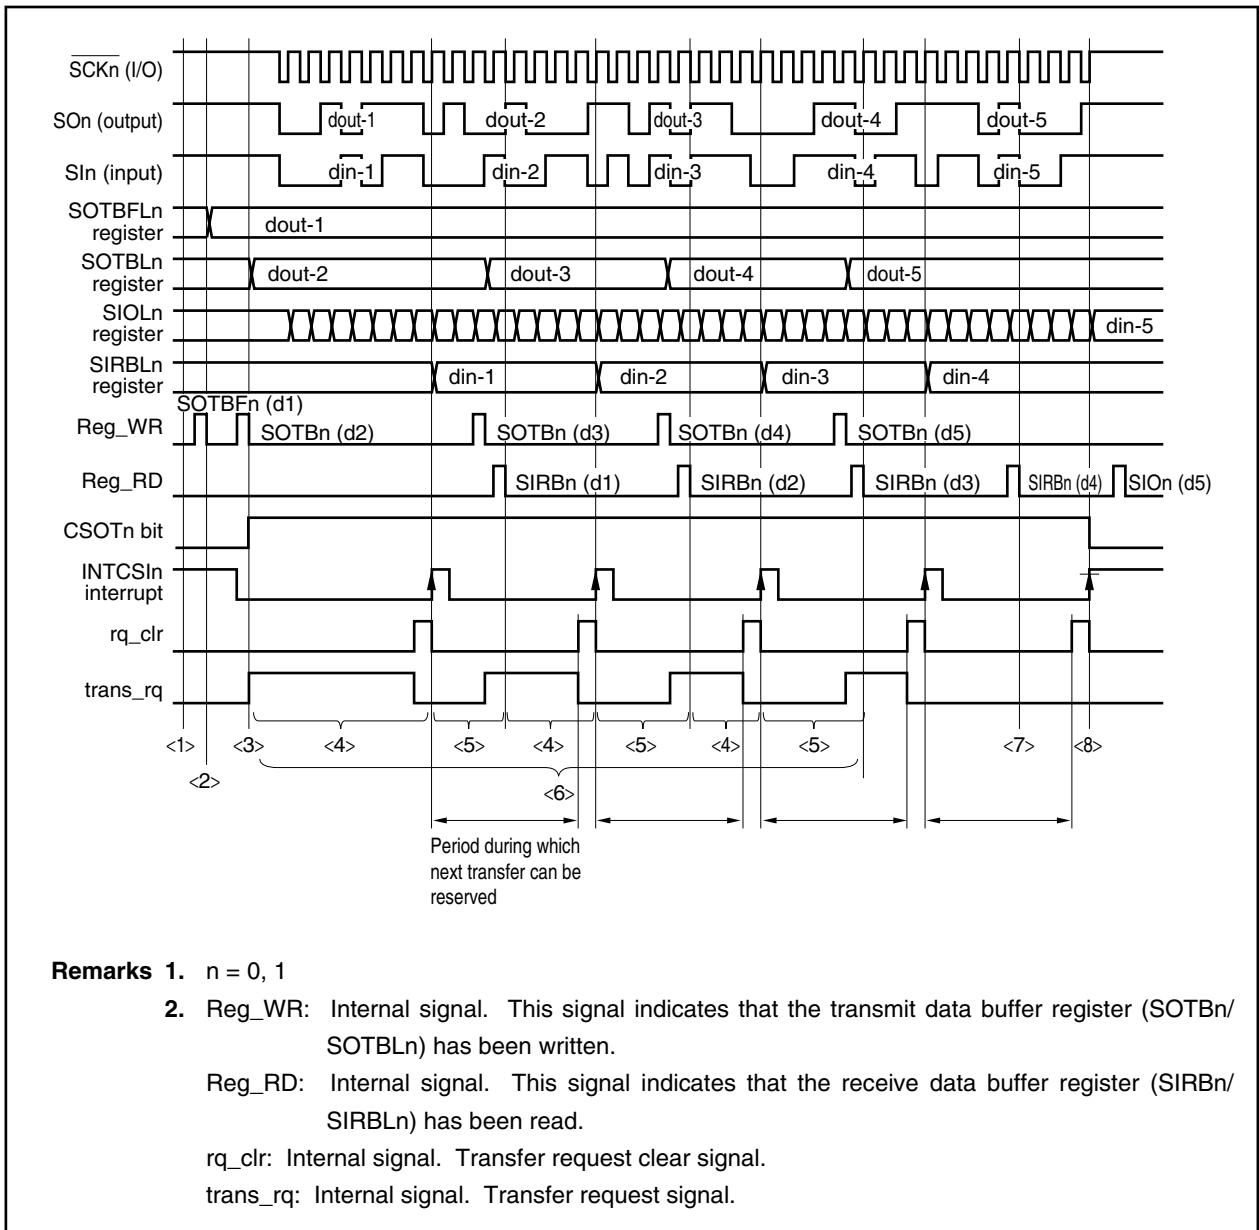 SCKn (I/O)
SOn (output) dout-1 dout-2 dout-3 dout-4 dout-5
SIn (input) din-1 din-2 din-3 din-4 din-5
SOTBFLn
register dout-1
SOTBLn
register dout-2 dout-3 dout-4 dout-5
SIOLn
register din-5
SIRBLn
register din-1 din-2 din-3 din-4
SOTBFn (d1)
Reg_WR SOTBn (d2) SOTBn (d3) SOTBn (d4) SOTBn (d5)
Reg_RD SIRBn (d1) SIRBn (d2) SIRBn (d3) SIRBn (d4) SIOn (d5)
CSOTn bit
INTCSIn
interrupt
rq_clr
trans_rq
<1> <3> <4> <5> <4> <5> <4> <5> <7> <8>
<2> <6>
Period during which
next transfer can be
reserved
Remarks 1. n = 0, 1
2. Reg_WR: Internal signal. This signal indicates that the transmit data buffer register (SOTBn/
SOTBLn) has been written.
Reg_RD: Internal signal. This signal indicates that the receive data buffer register (SIRBn/
SIRBLn) has been read.
rq_clr: Internal signal. Transfer request clear signal.
trans_rq: Internal signal. Transfer request signal.